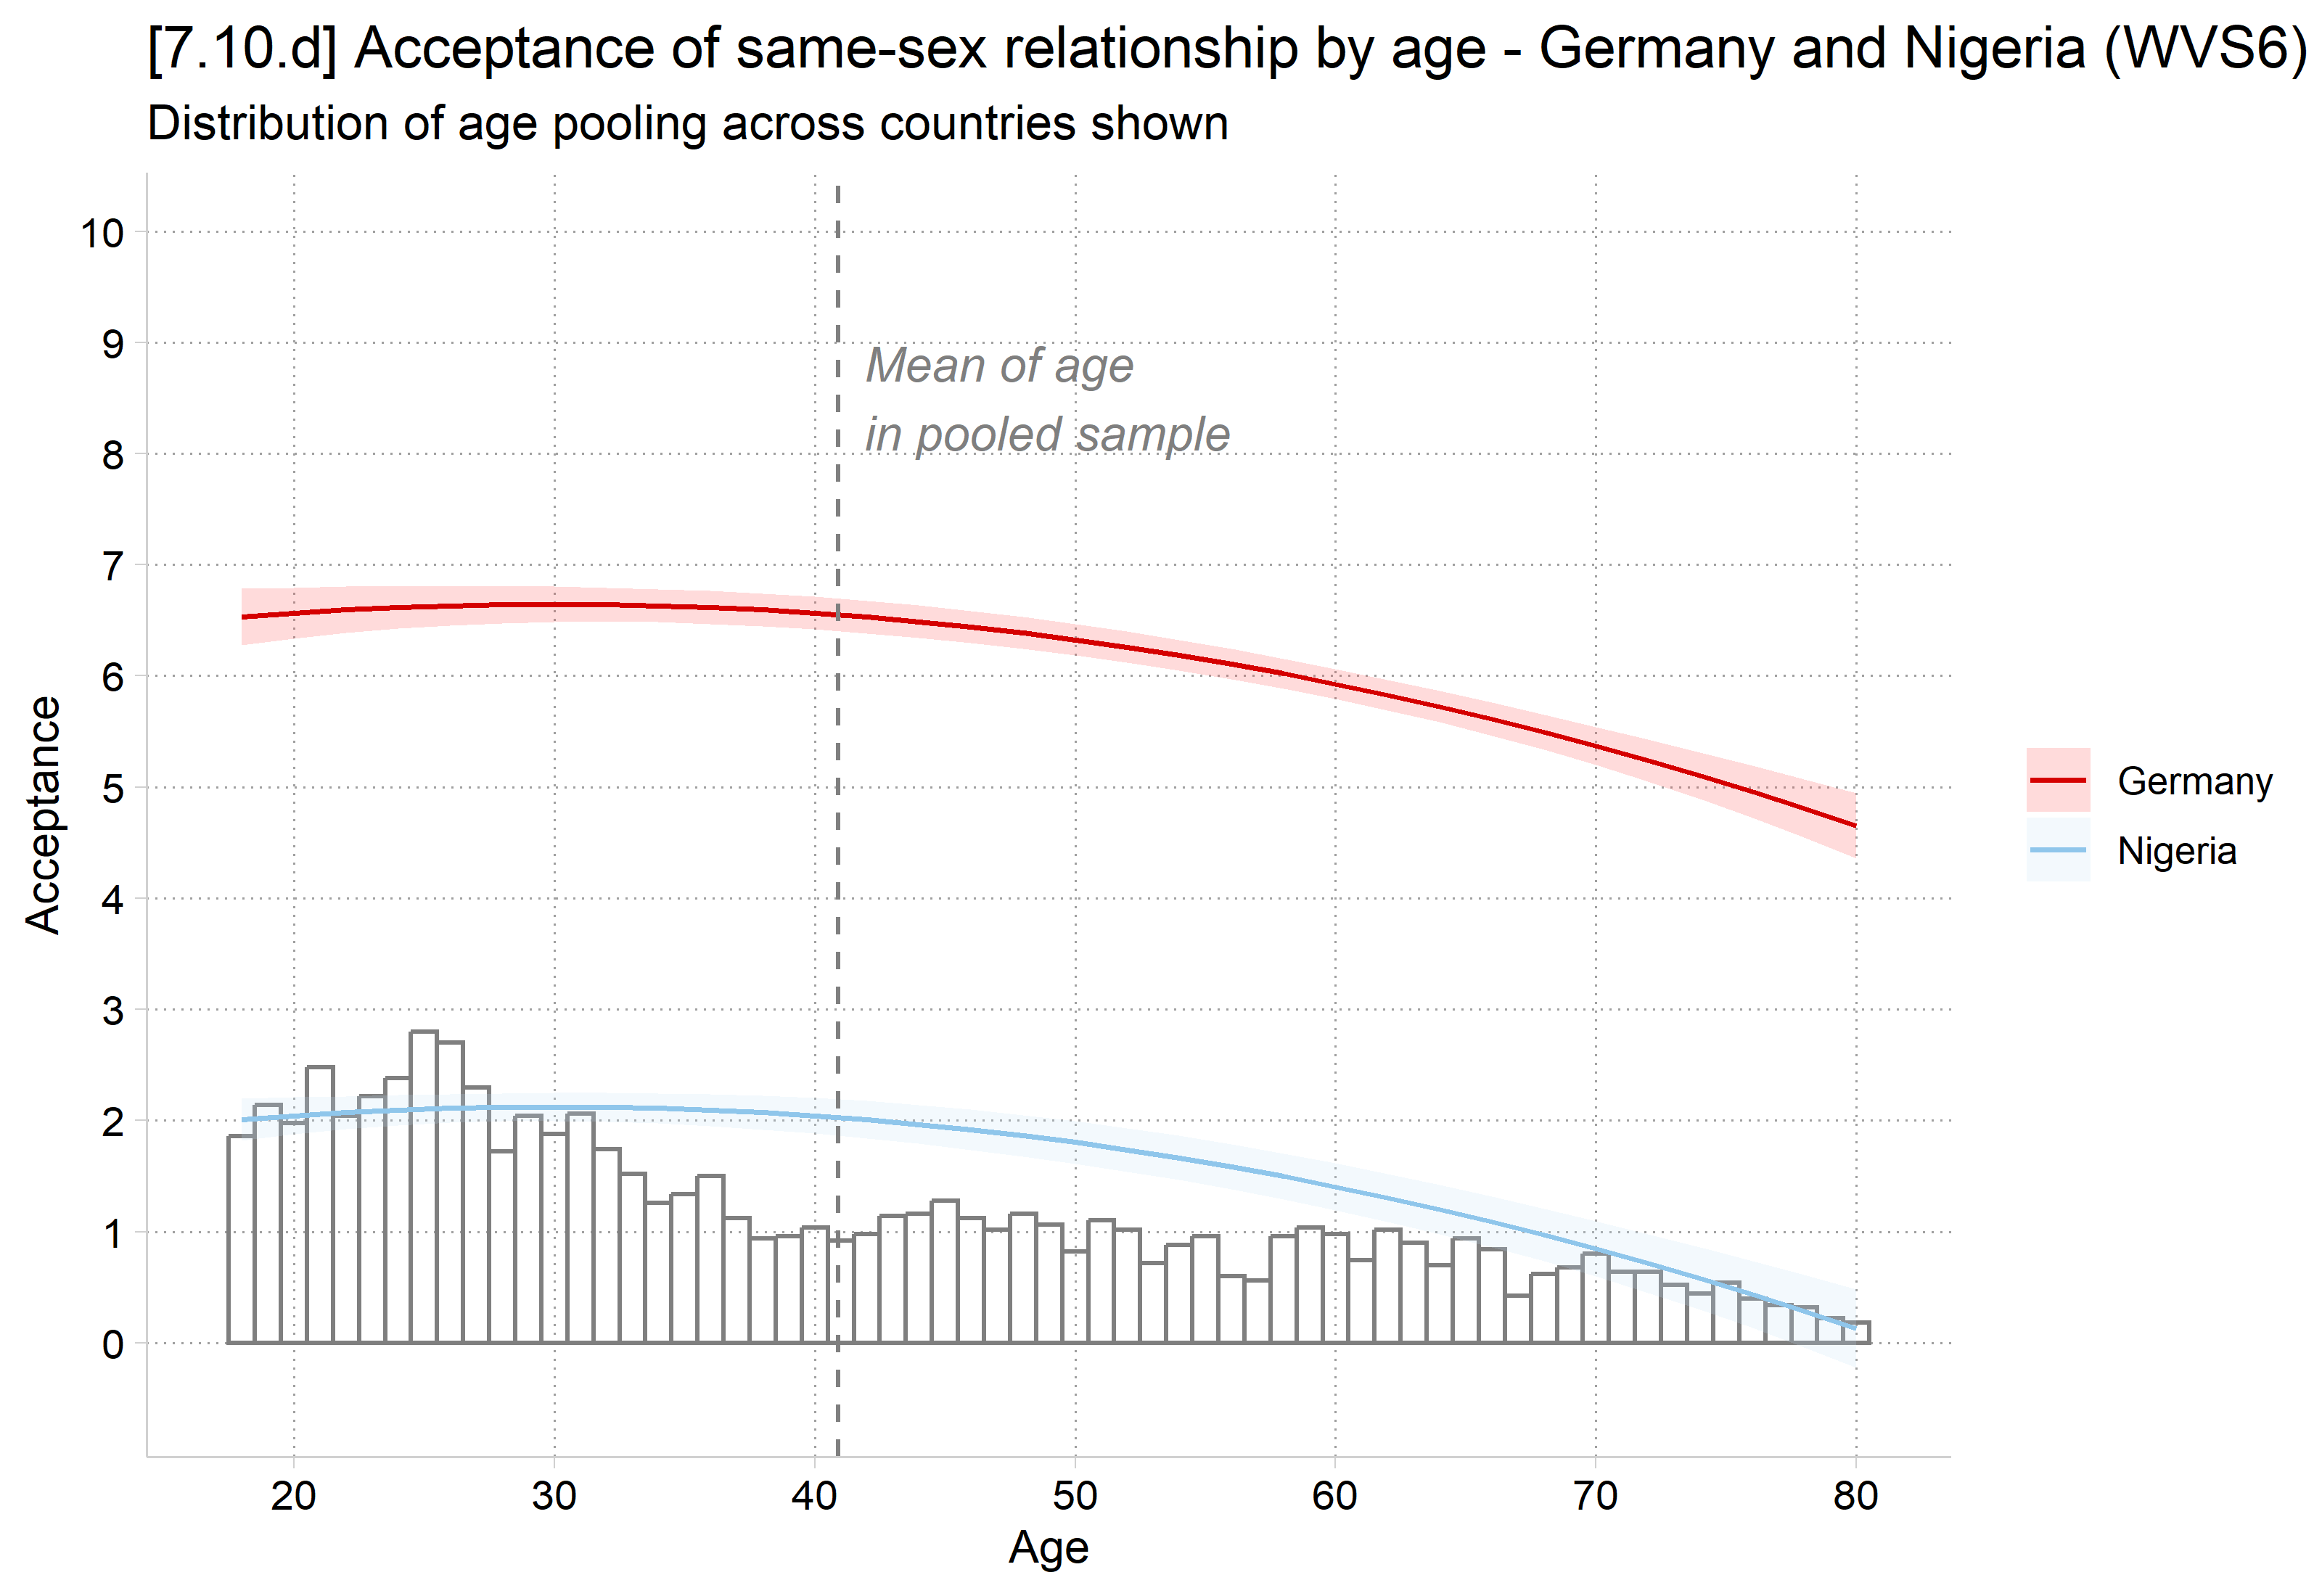 [7.10.d] Acceptance of same-sex relationship by age - Germany and Nigeria (WVS6)
Distribution of age pooling across countries shown
10
9
8
7
6
5
4
3
2
1
0
Acceptance
Mean of age
in pooled sample
Germany
Nigeria
20 30 40 50 60 70 80
Age